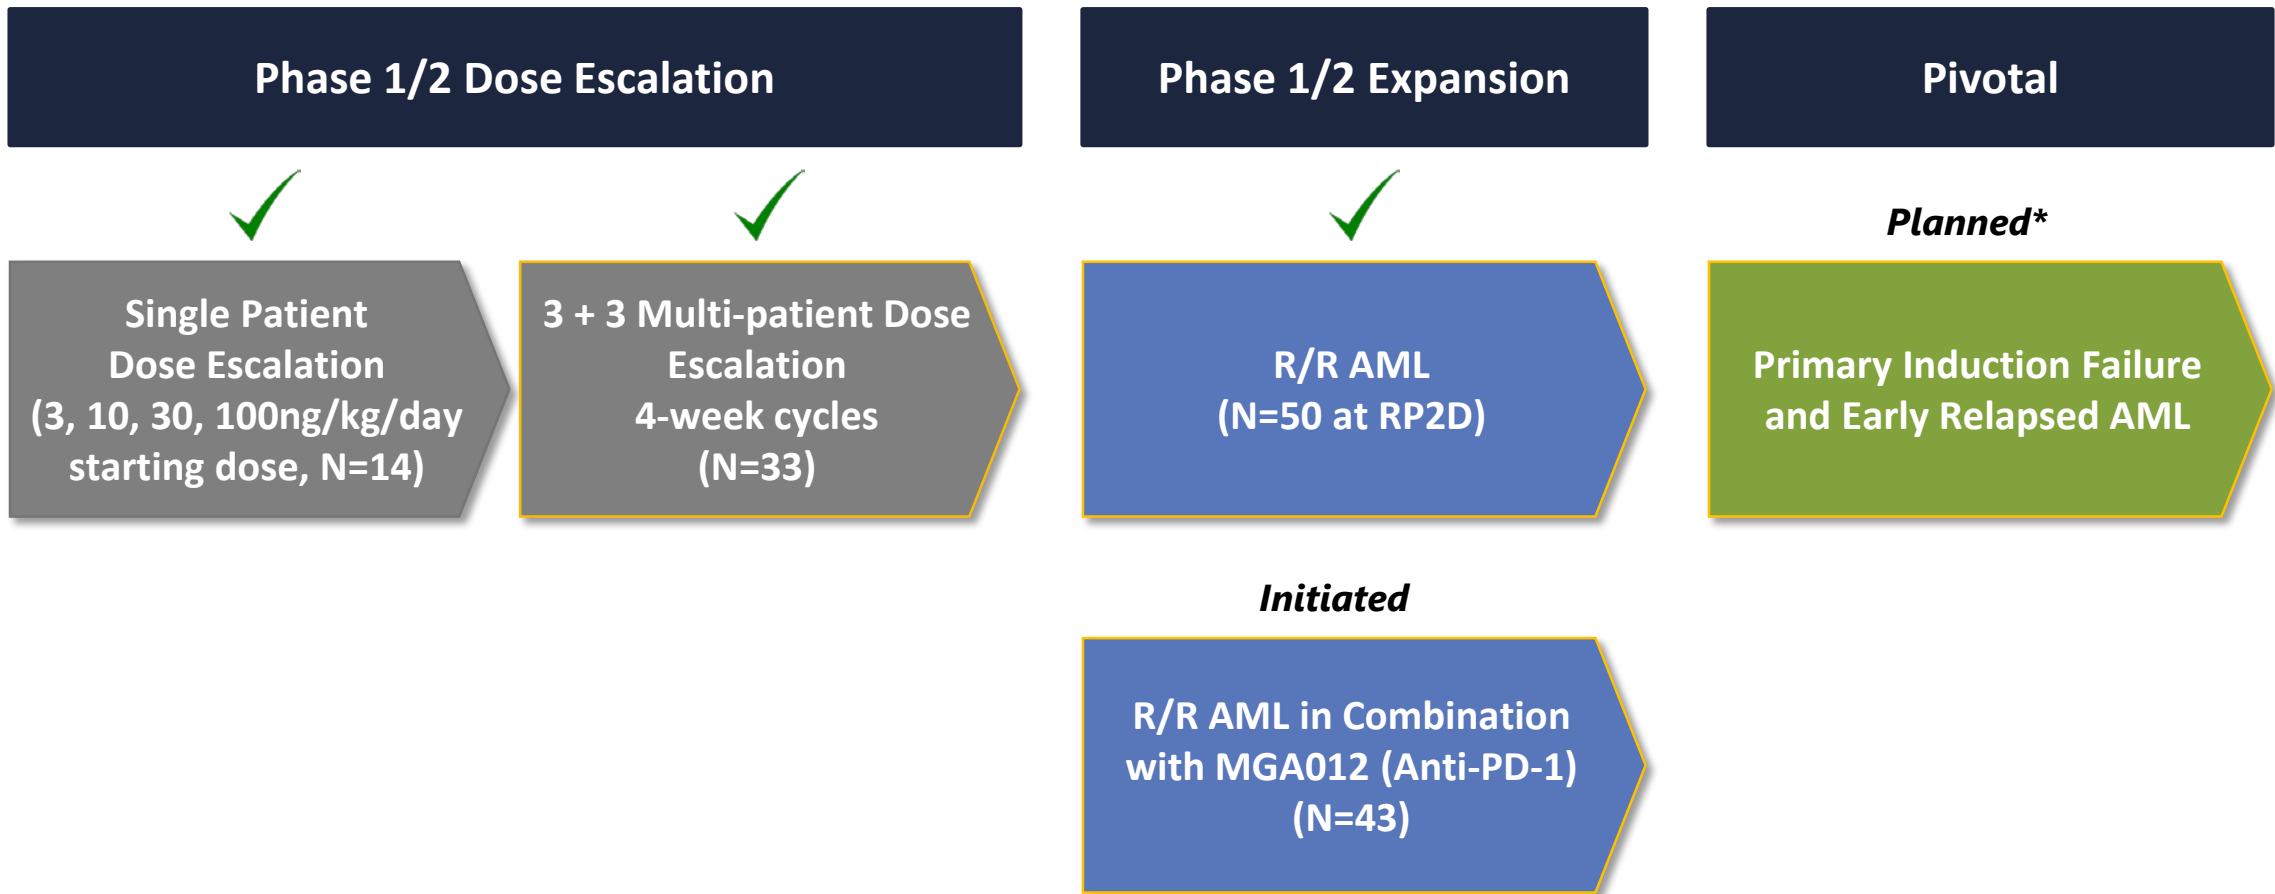 Phase 1/2 Dose Escalation
Phase 1/2 Expansion
Pivotal
Planned*
Single Patient
Dose Escalation
(3, 10, 30, 100ng/kg/day
starting dose, N=14)
3 + 3 Multi-patient Dose
Escalation
4-week cycles
(N=33)
R/R AML
(N=50 at RP2D)
Primary Induction Failure
and Early Relapsed AML
Initiated
R/R AML in Combination
with MGA012 (Anti-PD-1)
(N=43)